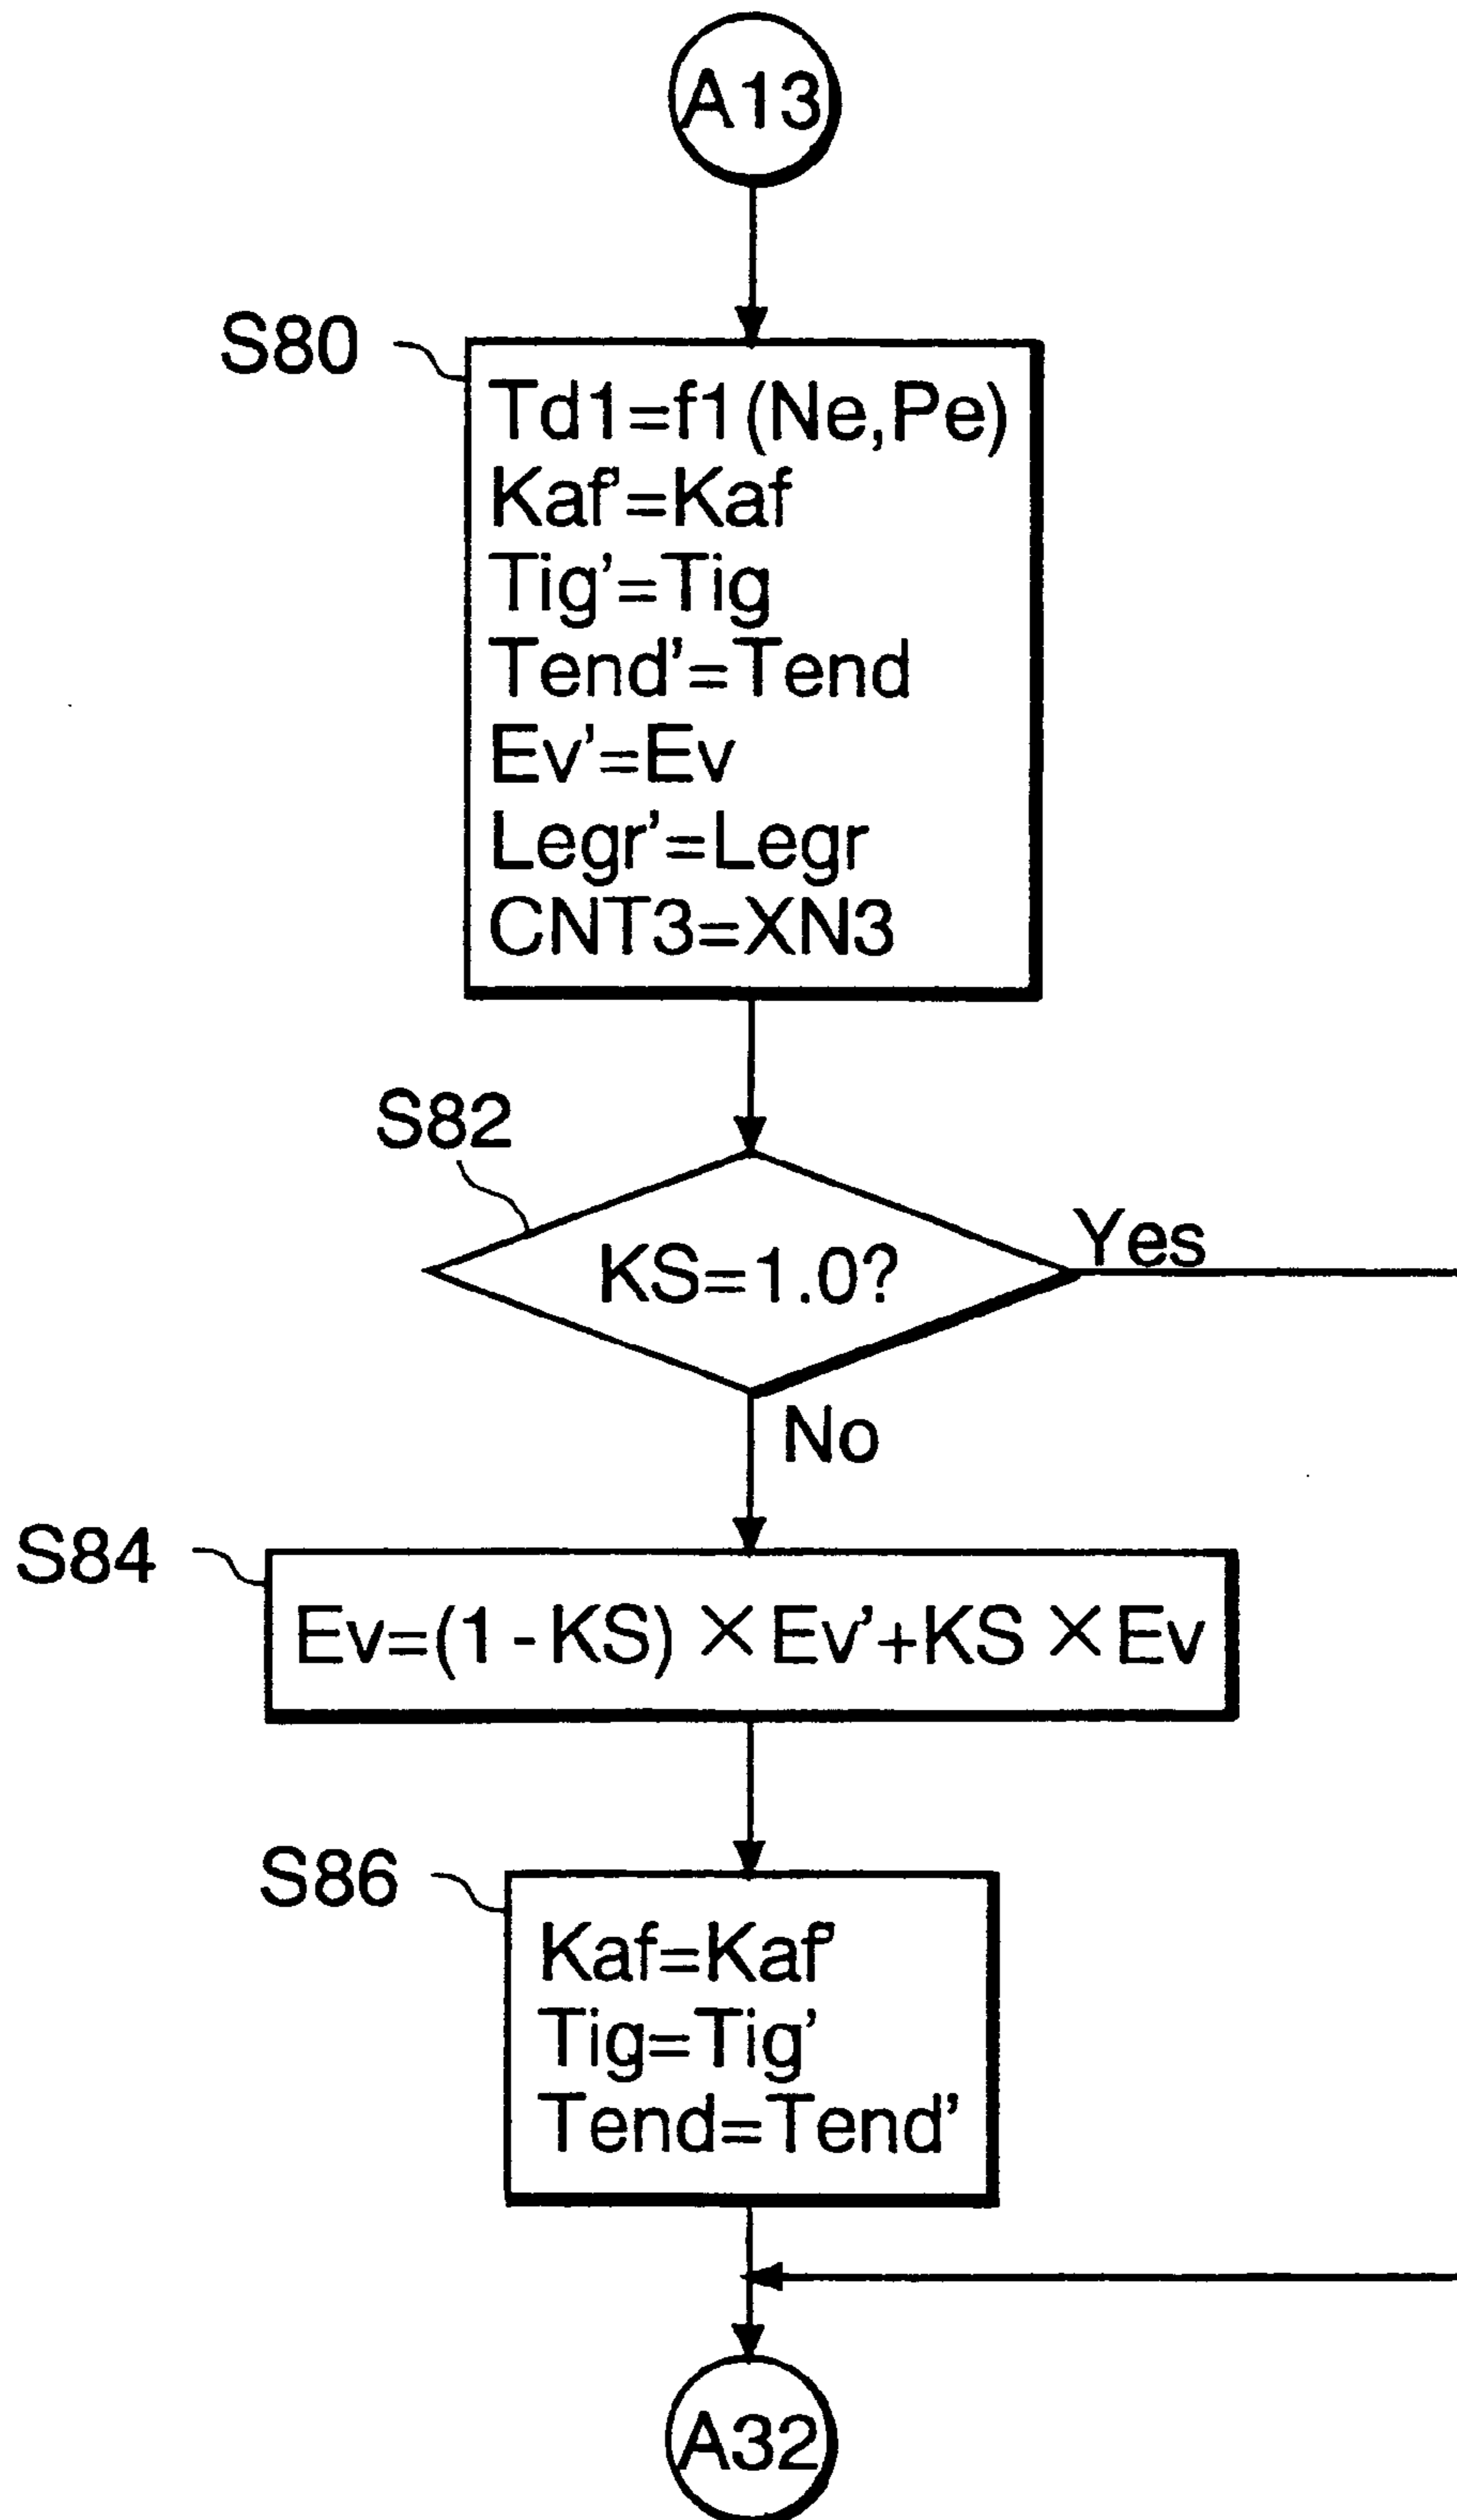 A13
S80
Td1=f1(Ne,Pe)
Kaf'=Kaf
Tig'=Tig
Tend'=Tend
Ev'=Ev
Legr'=Legr
CNT3=XN3
S82
KS=1.0?
Yes
No
S84
Ev=(1-KS)×Ev'+KS×Ev
S86
Kaf=Kaf'
Tig=Tig'
Tend=Tend'
A32